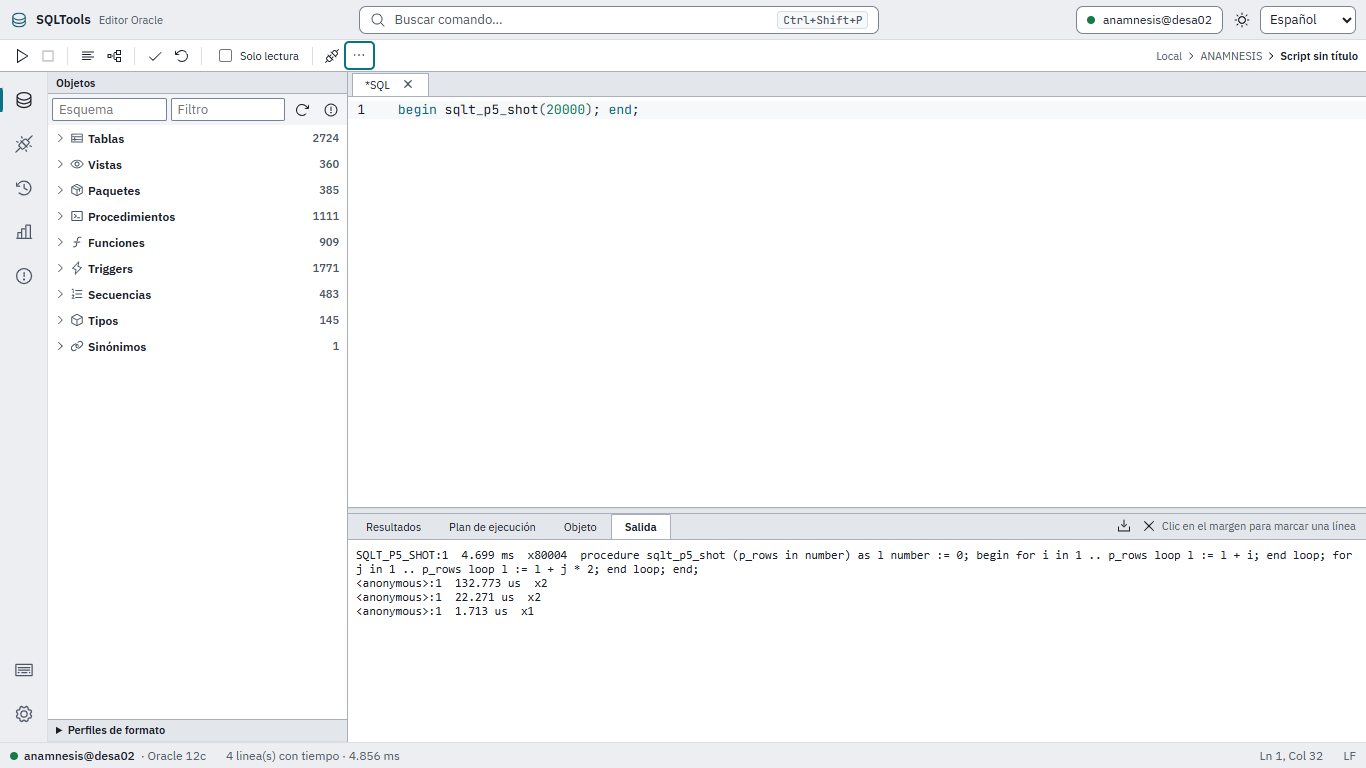 SQLTools Editor Oracle
Buscar comando... Ctrl+Shift+P
anamnesis@desa02
Español
Solo lectura
Local > ANAMNESIS > Script sin título
Objetos
Esquema
Filtro
Tablas 2724
Vistas 360
Paquetes 385
Procedimientos 1111
Funciones 909
Triggers 1771
Secuencias 483
Tipos 145
Sinónimos 1
Perfiles de formato
*SQL
1 begin sqlt_p5_shot(20000); end;
Resultados Plan de ejecución Objeto Salida
Clic en el margen para marcar una línea
SQLT_P5_SHOT:1 4.699 ms x80004 procedure sqlt_p5_shot (p_rows in number) as l number := 0; begin for i in 1 .. p_rows loop l := l + i; end loop; for
j in 1 .. p_rows loop l := l + j * 2; end loop; end;
<anonymous>:1 132.773 us x2
<anonymous>:1 22.271 us x2
<anonymous>:1 1.713 us x1
anamnesis@desa02 · Oracle 12c 4 linea(s) con tiempo · 4.856 ms
Ln 1, Col 32 LF